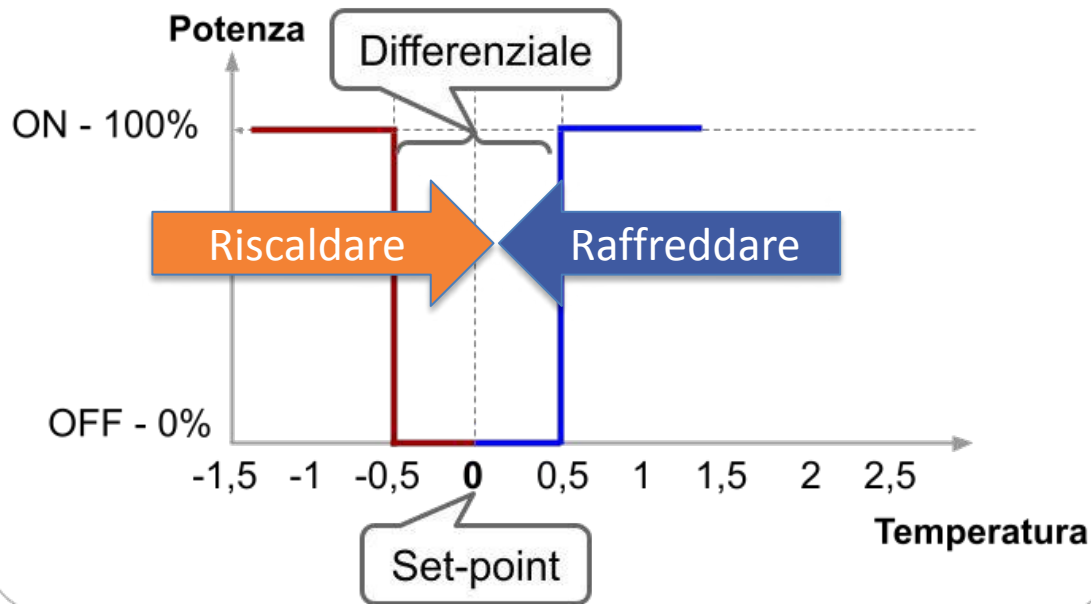 Potenza
Differenziale
ON - 100%
Riscaldare
Raffreddare
OFF - 0%
-1,5 -1 -0,5 0 0,5 1 1,5 2 2,5
Temperatura
Set-point